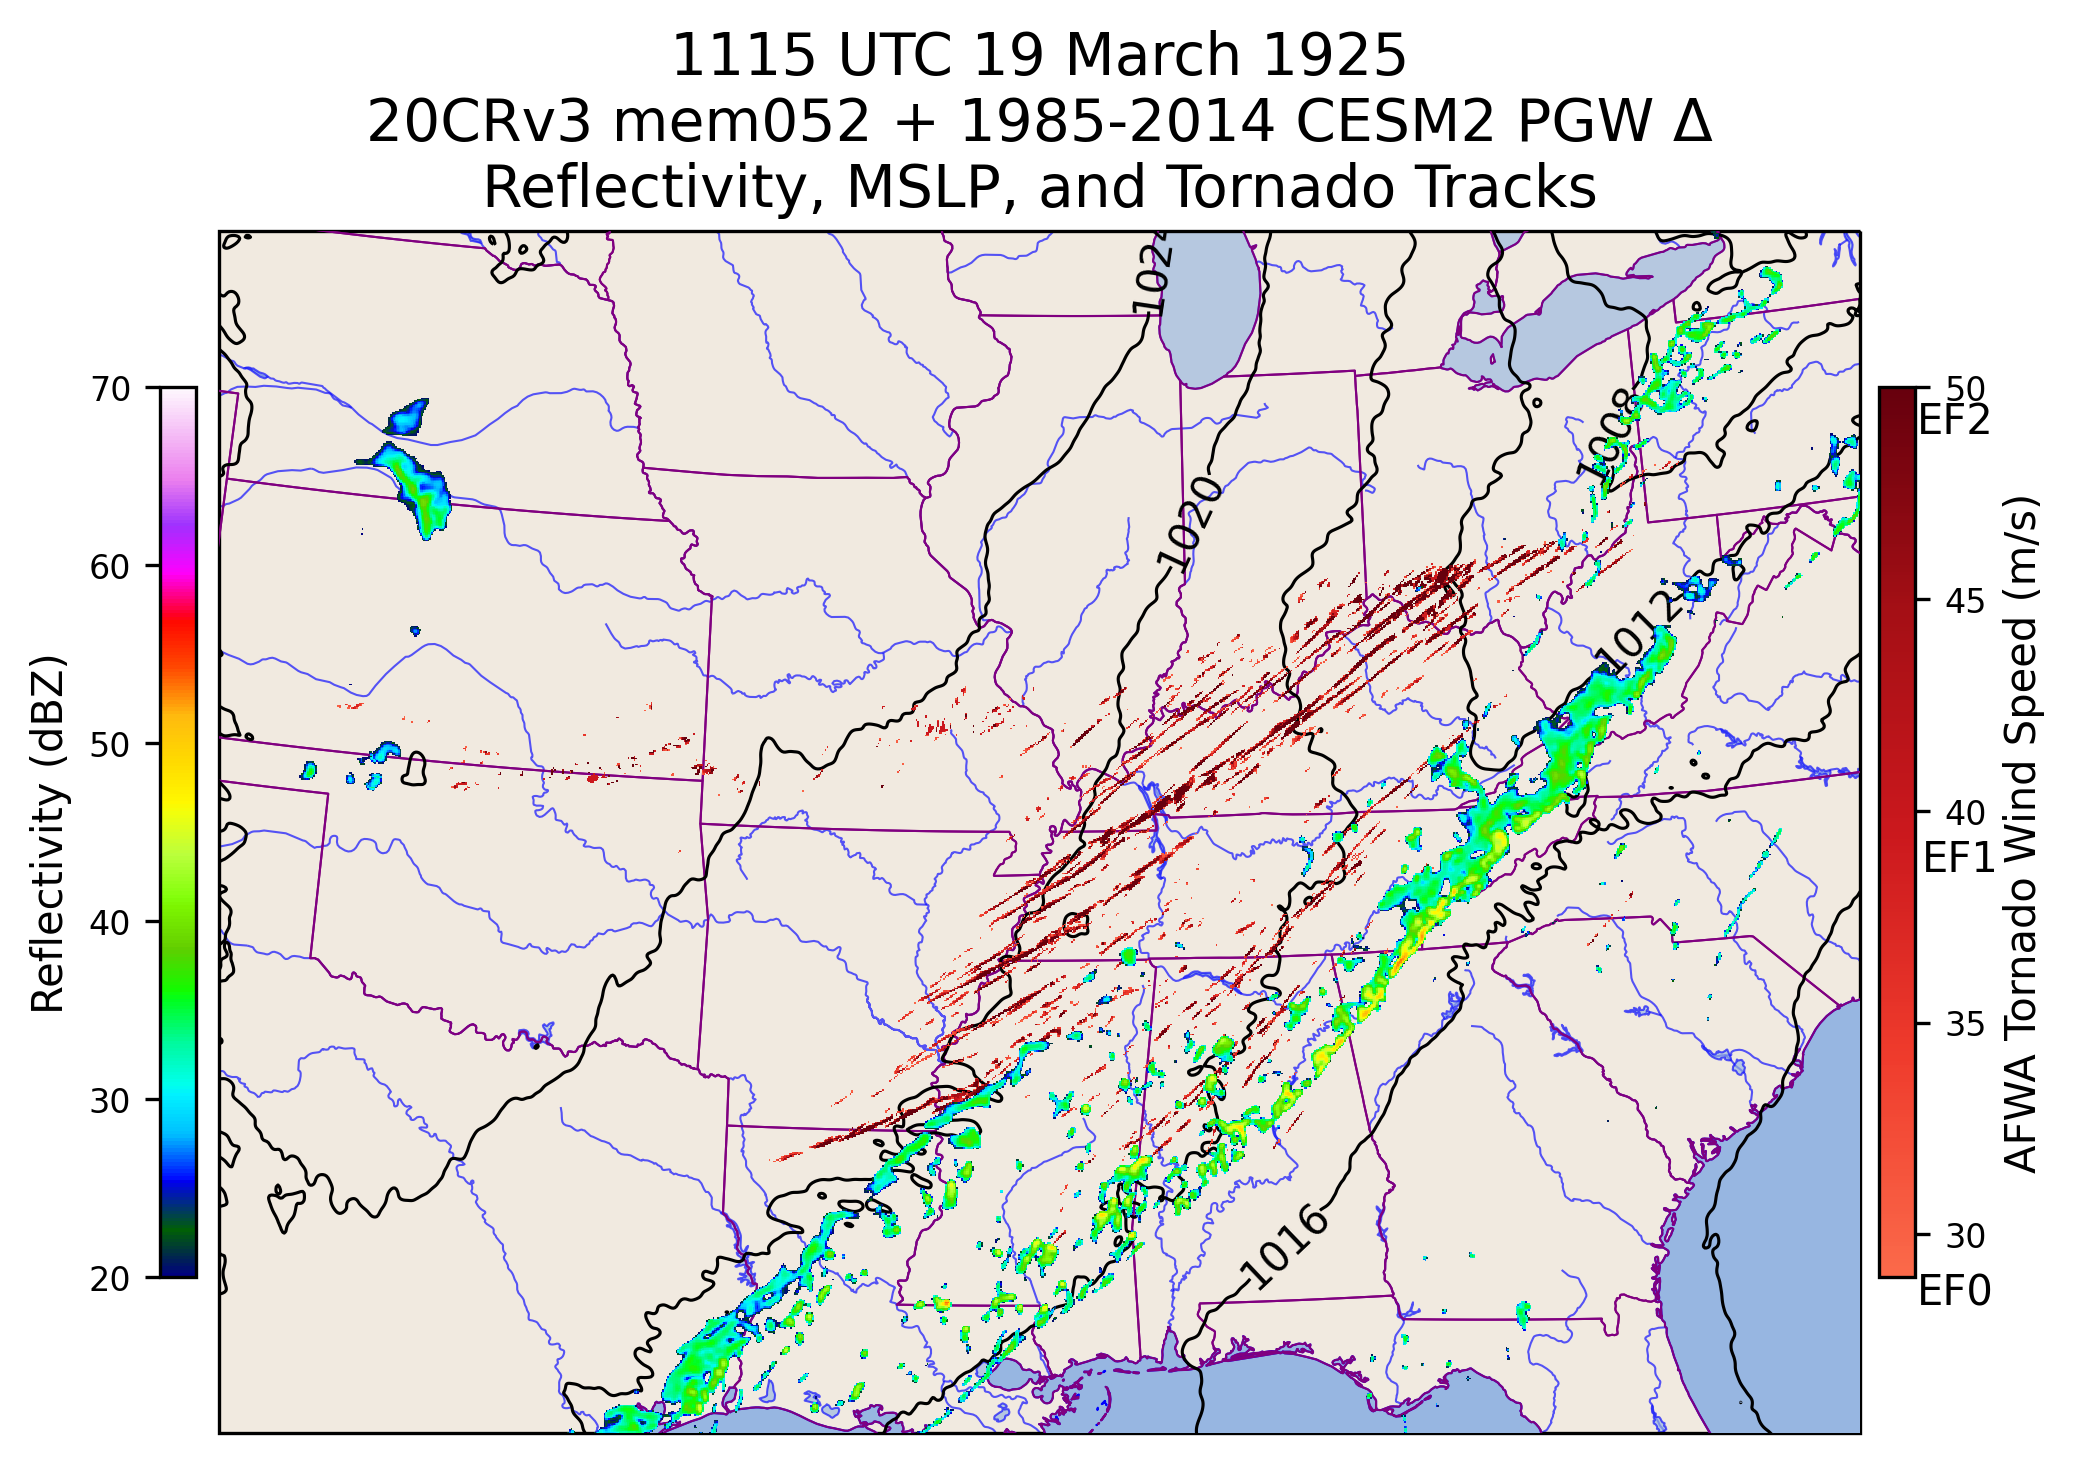 1115 UTC 19 March 1925
20CRv3 mem052 + 1985-2014 CESM2 PGW Δ
Reflectivity, MSLP, and Tornado Tracks
Reflectivity (dBZ)
70
60
50
40
30
20
1024
1020
1008
1012
1016
50
EF2
45
40
EF1
35
30
EF0
AFWA Tornado Wind Speed (m/s)